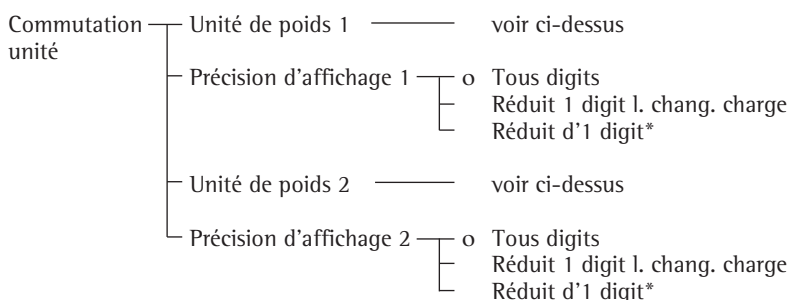 Commutation unité
Unité de poids 1 voir ci-dessus
Précision d'affichage 1 o Tous digits
Réduit 1 digit l. chang. charge
Réduit d'1 digit*
Unité de poids 2 voir ci-dessus
Précision d'affichage 2 o Tous digits
Réduit 1 digit l. chang. charge
Réduit d'1 digit*